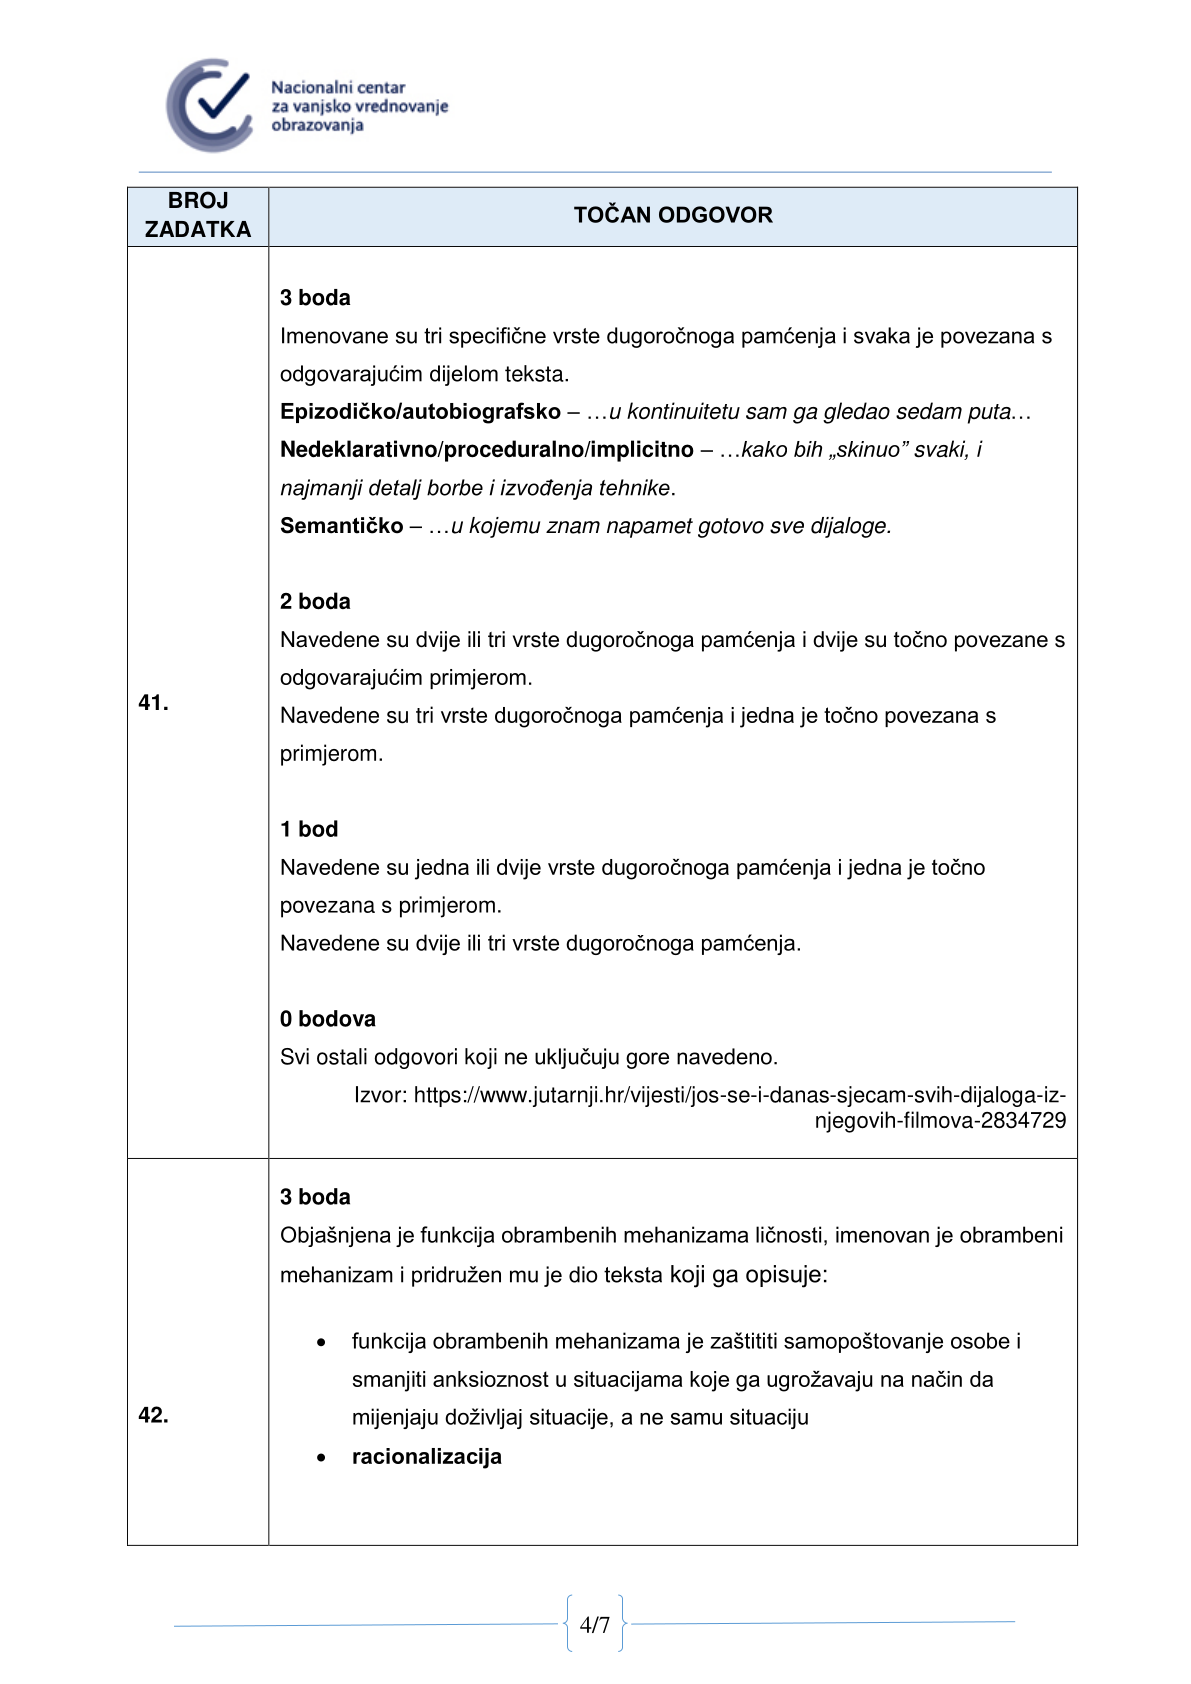 Nacionalni centar
za vanjsko vrednovanje
obrazovanja
BROJ
ZADATKA
TOČAN ODGOVOR
41.
3 boda
Imenovane su tri specifične vrste dugoročnoga pamćenja i svaka je povezana s
odgovarajućim dijelom teksta.
Epizodičko/autobiografsko – …u kontinuitetu sam ga gledao sedam puta…
Nedeklarativno/proceduralno/implicitno – …kako bih „skinuo” svaki, i
najmanji detalj borbe i izvođenja tehnike.
Semantičko – …u kojemu znam napamet gotovo sve dijaloge.
2 boda
Navedene su dvije ili tri vrste dugoročnoga pamćenja i dvije su točno povezane s
odgovarajućim primjerom.
Navedene su tri vrste dugoročnoga pamćenja i jedna je točno povezana s
primjerom.
1 bod
Navedene su jedna ili dvije vrste dugoročnoga pamćenja i jedna je točno
povezana s primjerom.
Navedene su dvije ili tri vrste dugoročnoga pamćenja.
0 bodova
Svi ostali odgovori koji ne uključuju gore navedeno.
Izvor: https://www.jutarnji.hr/vijesti/jos-se-i-danas-sjecam-svih-dijaloga-iz-
njegovih-filmova-2834729
42.
3 boda
Objašnjena je funkcija obrambenih mehanizama ličnosti, imenovan je obrambeni
mehanizam i pridružen mu je dio teksta koji ga opisuje:
• funkcija obrambenih mehanizama je zaštititi samopoštovanje osobe i
smanjiti anksioznost u situacijama koje ga ugrožavaju na način da
mijenjaju doživljaj situacije, a ne samu situaciju
• racionalizacija
4/7